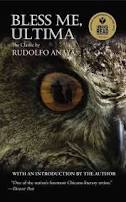 BLESS ME,
ULTIMA
The Classic by
RUDOLFO ANAYA
READ
WITH AN INTRODUCTION BY THE AUTHOR
"One of the nation's foremost Chicano literary artists."
—Denver Post